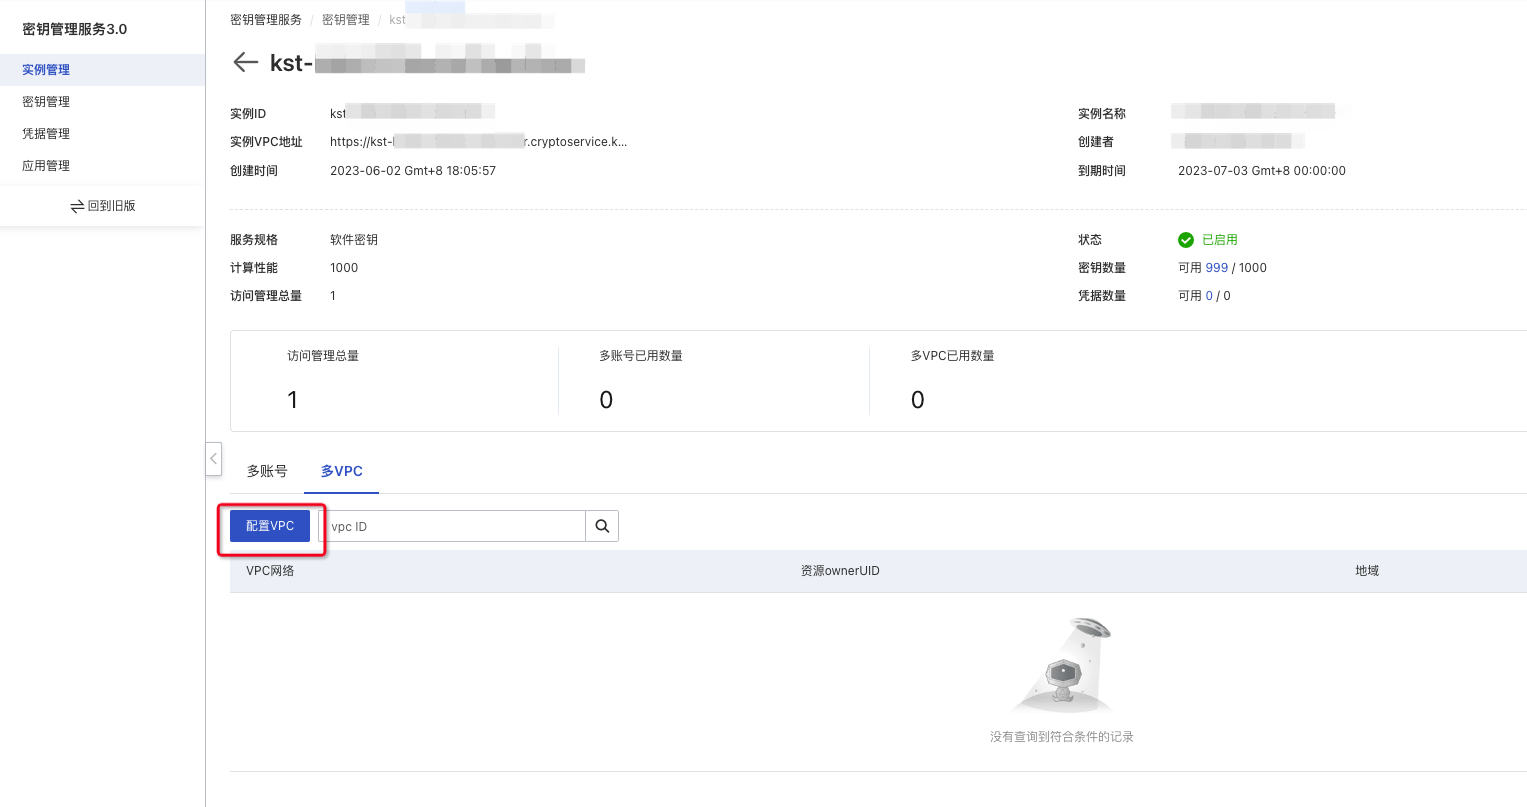 密钥管理服务3.0
实例管理
密钥管理
凭据管理
应用管理
回到旧版
密钥管理服务 / 密钥管理 / kst
kst-
实例ID kst
实例名称
实例VPC地址 https://kst- r.cryptoservice.k...
创建者
创建时间 2023-06-02 Gmt+8 18:05:57
到期时间 2023-07-03 Gmt+8 00:00:00
服务规格 软件密钥
状态 已启用
计算性能 1000
密钥数量 可用 999 / 1000
访问管理总量 1
凭据数量 可用 0 / 0
访问管理总量 多账号已用数量 多VPC已用数量
1 0 0
多账号 多VPC
配置VPC vpc ID
VPC网络 资源ownerUID 地域
没有查询到符合条件的记录